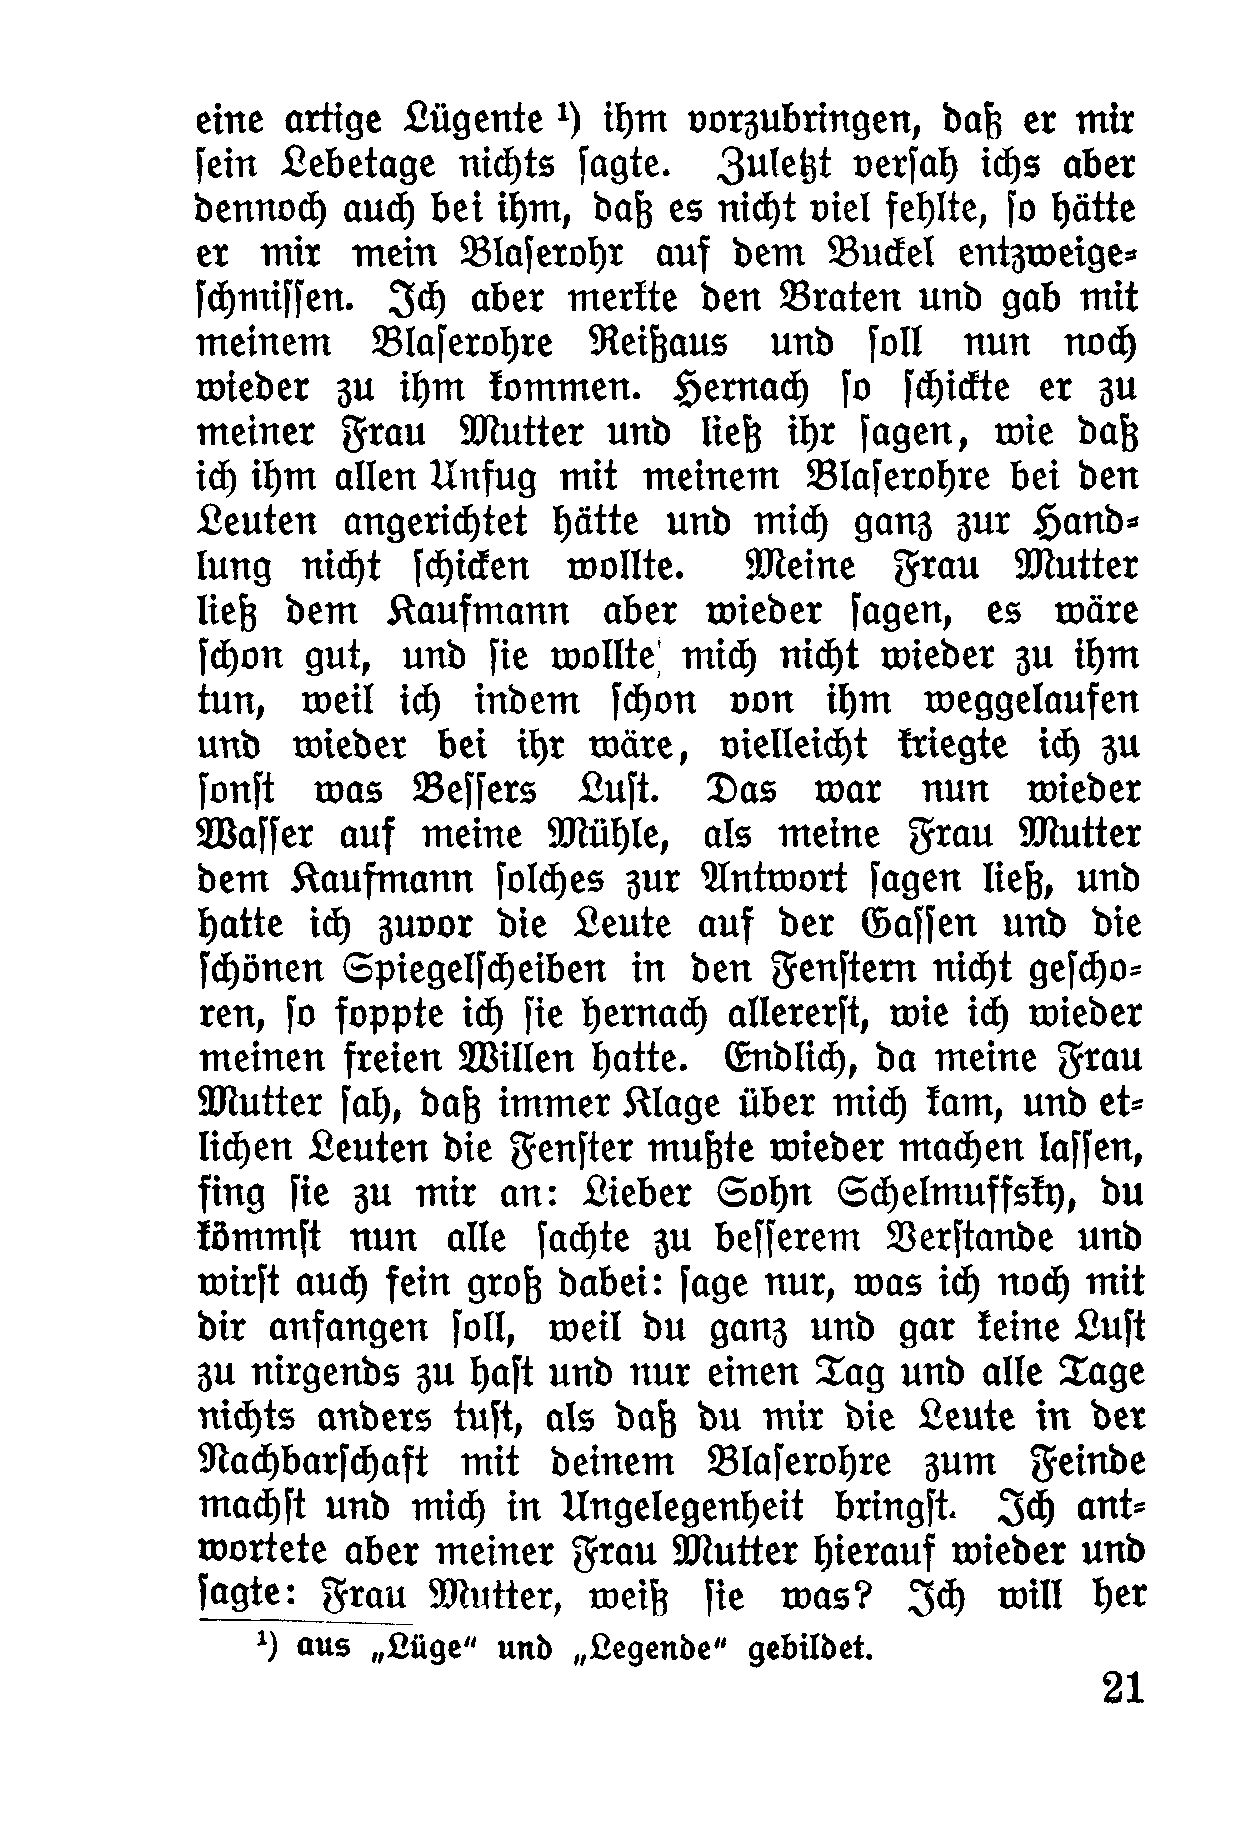 eine artige Lügente ¹) ihm vorzubringen, daß er mir
sein Lebetage nichts sagte. Zuletzt versah ichs aber
dennoch auch bei ihm, daß es nicht viel fehlte, so hätte
er mir mein Blaserohr auf dem Buckel entzweige-
schmissen. Ich aber merkte den Braten und gab mit
meinem Blaserohre Reißaus und soll nun noch
wieder zu ihm kommen. Hernach so schickte er zu
meiner Frau Mutter und ließ ihr sagen, wie daß
ich ihm allen Unfug mit meinem Blaserohre bei den
Leuten angerichtet hätte und mich ganz zur Hand-
lung nicht schicken wollte. Meine Frau Mutter
ließ dem Kaufmann aber wieder sagen, es wäre
schon gut, und sie wollte mich nicht wieder zu ihm
tun, weil ich indem schon von ihm weggelaufen
und wieder bei ihr wäre, vielleicht kriegte ich zu
sonst was Bessers Lust. Das war nun wieder
Wasser auf meine Mühle, als meine Frau Mutter
dem Kaufmann solches zur Antwort sagen ließ, und
hatte ich zuvor die Leute auf der Gassen und die
schönen Spiegelscheiben in den Fenstern nicht gescho-
ren, so foppte ich sie hernach allererst, wie ich wieder
meinen freien Willen hatte. Endlich, da meine Frau
Mutter sah, daß immer Klage über mich kam, und et-
lichen Leuten die Fenster mußte wieder machen lassen,
fing sie zu mir an: Lieber Sohn Schelmuffsky, du
kömmst nun alle sachte zu besserem Verstande und
wirst auch fein groß dabei: sage nur, was ich noch mit
dir anfangen soll, weil du ganz und gar keine Lust
zu nirgends zu hast und nur einen Tag und alle Tage
nichts anders tust, als daß du mir die Leute in der
Nachbarschaft mit deinem Blaserohre zum Feinde
machst und mich in Ungelegenheit bringst. Ich ant-
wortete aber meiner Frau Mutter hierauf wieder und
sagte: Frau Mutter, weiß sie was? Ich will her
¹) aus „Lüge" und „Legende" gebildet.
21